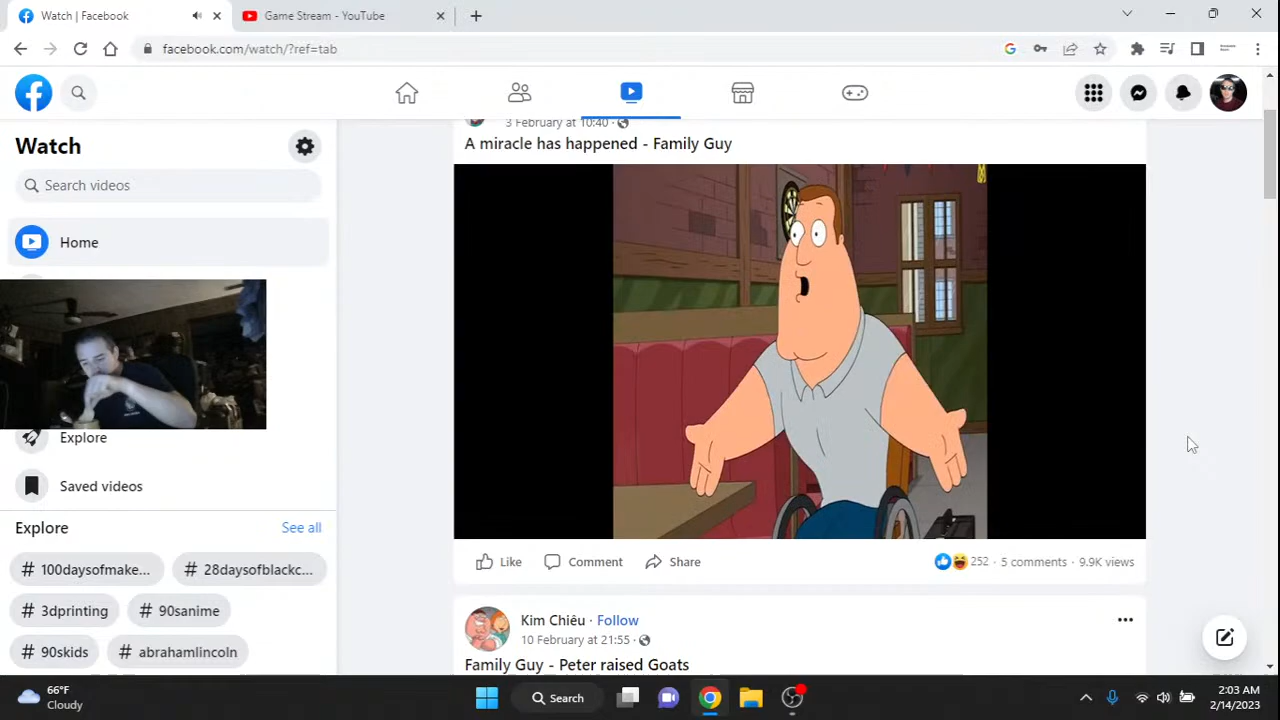 Watch | Facebook
Game Stream - YouTube
facebook.com/watch/?ref=tab
3 February at 10:40
A miracle has happened - Family Guy
Watch
Search videos
Home
Explore
Saved videos
Explore
See all
# 100daysofmake...
# 28daysofblackc...
# 3dprinting
# 90sanime
# 90skids
# abrahamlincoln
Like
Comment
Share
252 · 5 comments · 9.9K views
Kim Chiêu · Follow
10 February at 21:55
Family Guy - Peter raised Goats
66°F
Cloudy
Search
2:03 AM
2/14/2023